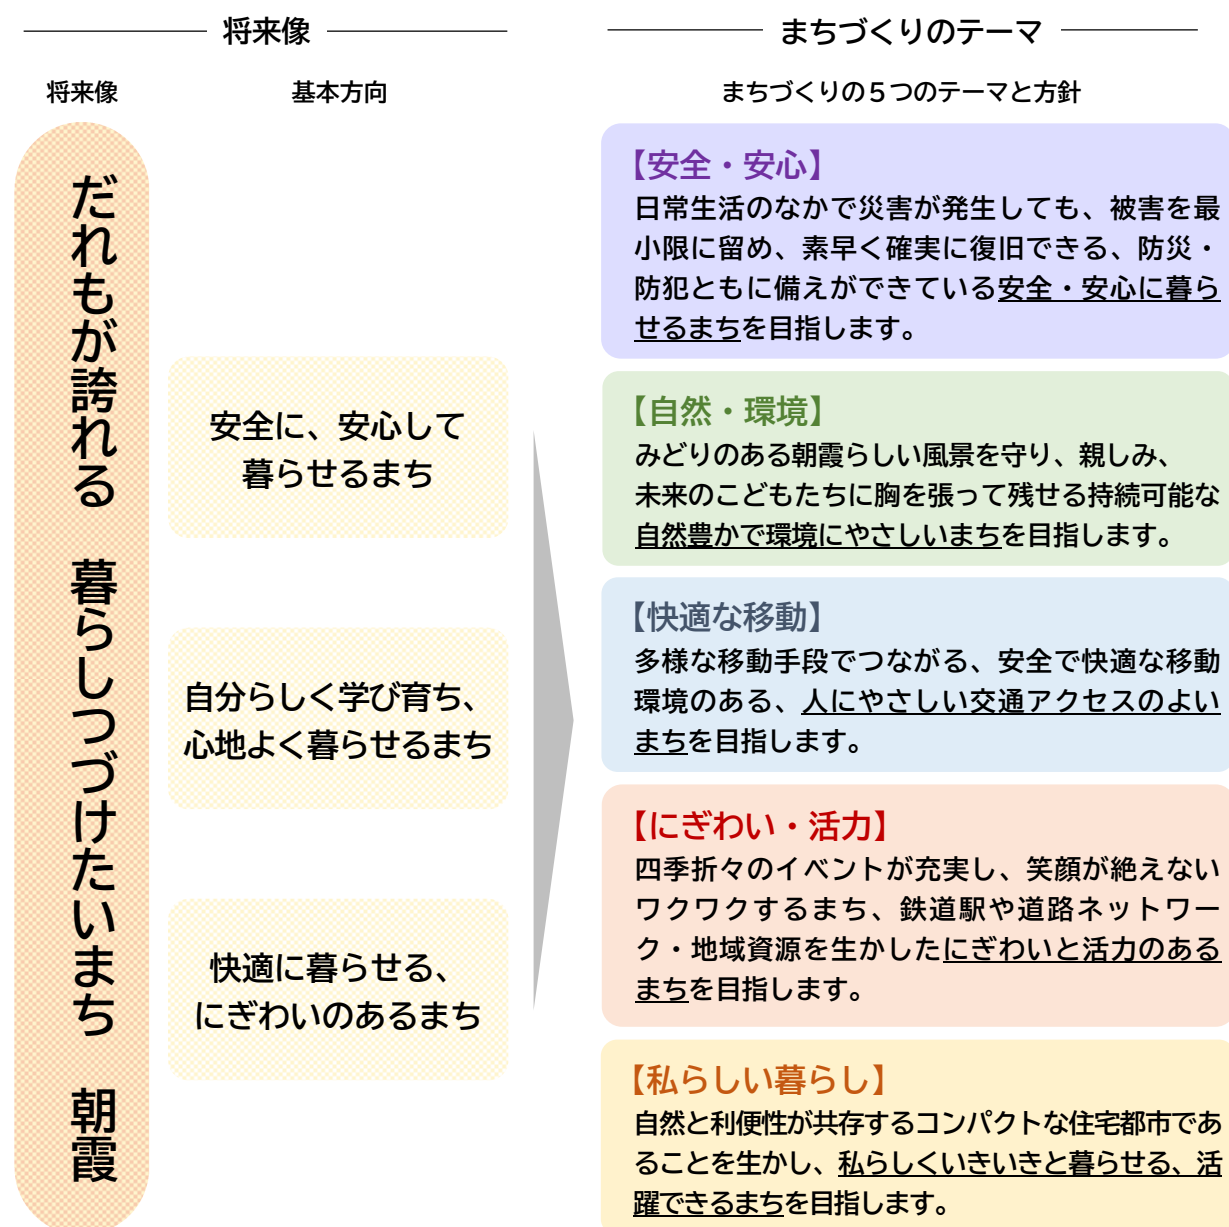 将来像
将来像
基本方向
だれもが誇れる　暮らしつづけたいまち　朝霞
安全に、安心して
暮らせるまち
自分らしく学び育ち、
心地よく暮らせるまち
快適に暮らせる、
にぎわいのあるまち
まちづくりのテーマ
まちづくりの５つのテーマと方針
【安全・安心】
日常生活のなかで災害が発生しても、被害を最
小限に留め、素早く確実に復旧できる、防災・
防犯ともに備えができている安全・安心に暮ら
せるまちを目指します。
【自然・環境】
みどりのある朝霞らしい風景を守り、親しみ、
未来のこどもたちに胸を張って残せる持続可能な
自然豊かで環境にやさしいまちを目指します。
【快適な移動】
多様な移動手段でつながる、安全で快適な移動
環境のある、人にやさしい交通アクセスのよい
まちを目指します。
【にぎわい・活力】
四季折々のイベントが充実し、笑顔が絶えない
ワクワクするまち、鉄道駅や道路ネットワー
ク・地域資源を生かしたにぎわいと活力のある
まちを目指します。
【私らしい暮らし】
自然と利便性が共存するコンパクトな住宅都市であ
ることを生かし、私らしくいきいきと暮らせる、活
躍できるまちを目指します。